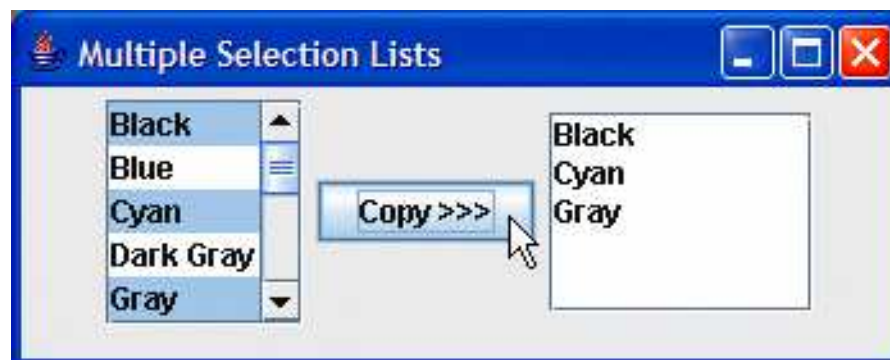 Multiple Selection Lists
Black
Blue
Cyan
Dark Gray
Gray
Copy >>>
Black
Cyan
Gray